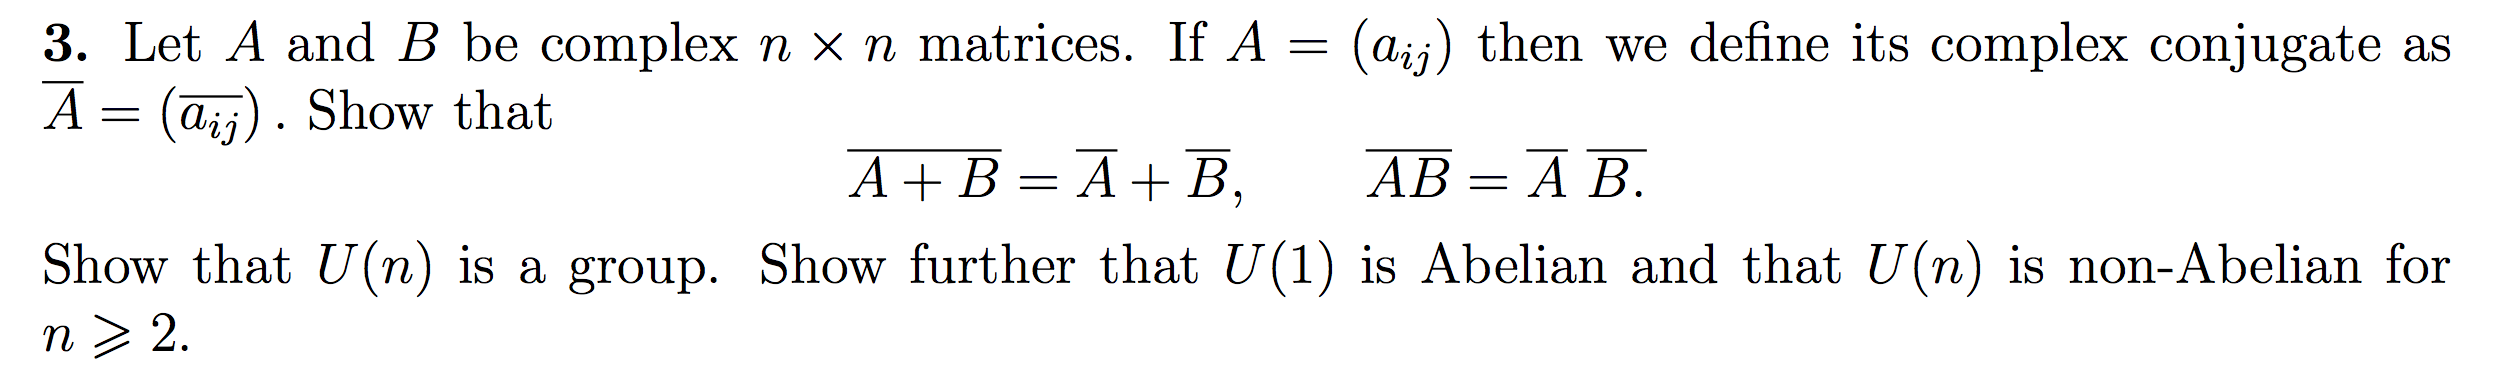 3. Let A and B be complex n × n matrices. If A = (a_{ij}) then we define its complex conjugate as
\overline{A} = (\overline{a_{ij}}) . Show that
\overline{A + B} = \overline{A} + \overline{B}, \overline{AB} = \overline{A} \overline{B}.
Show that U(n) is a group. Show further that U(1) is Abelian and that U(n) is non-Abelian for
n ⩾ 2.